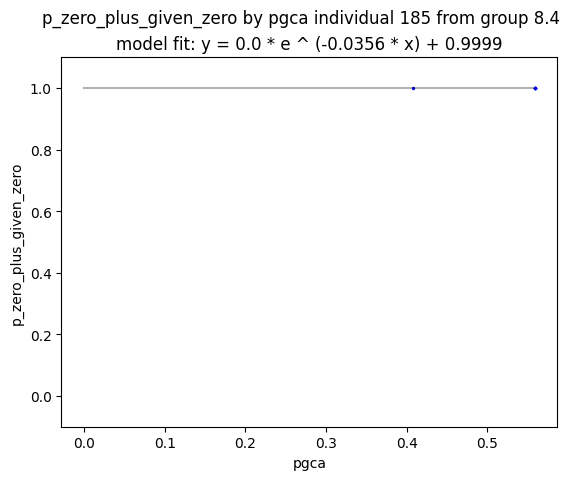 p_zero_plus_given_zero by pgca individual 185 from group 8.4
model fit: y = 0.0 * e ^ (-0.0356 * x) + 0.9999
1.0
0.8
0.6
0.4
0.2
0.0
p_zero_plus_given_zero
0.0 0.1 0.2 0.3 0.4 0.5
pgca